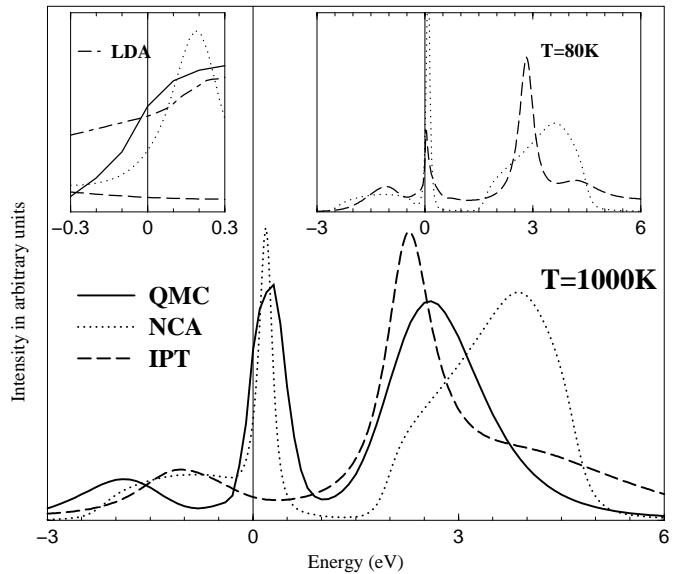 LDA
T=80K
−0.3 0 0.3
−3 0 3 6
T=1000K
QMC
NCA
IPT
Intensity in arbitrary units
−3 0 3 6
Energy (eV)